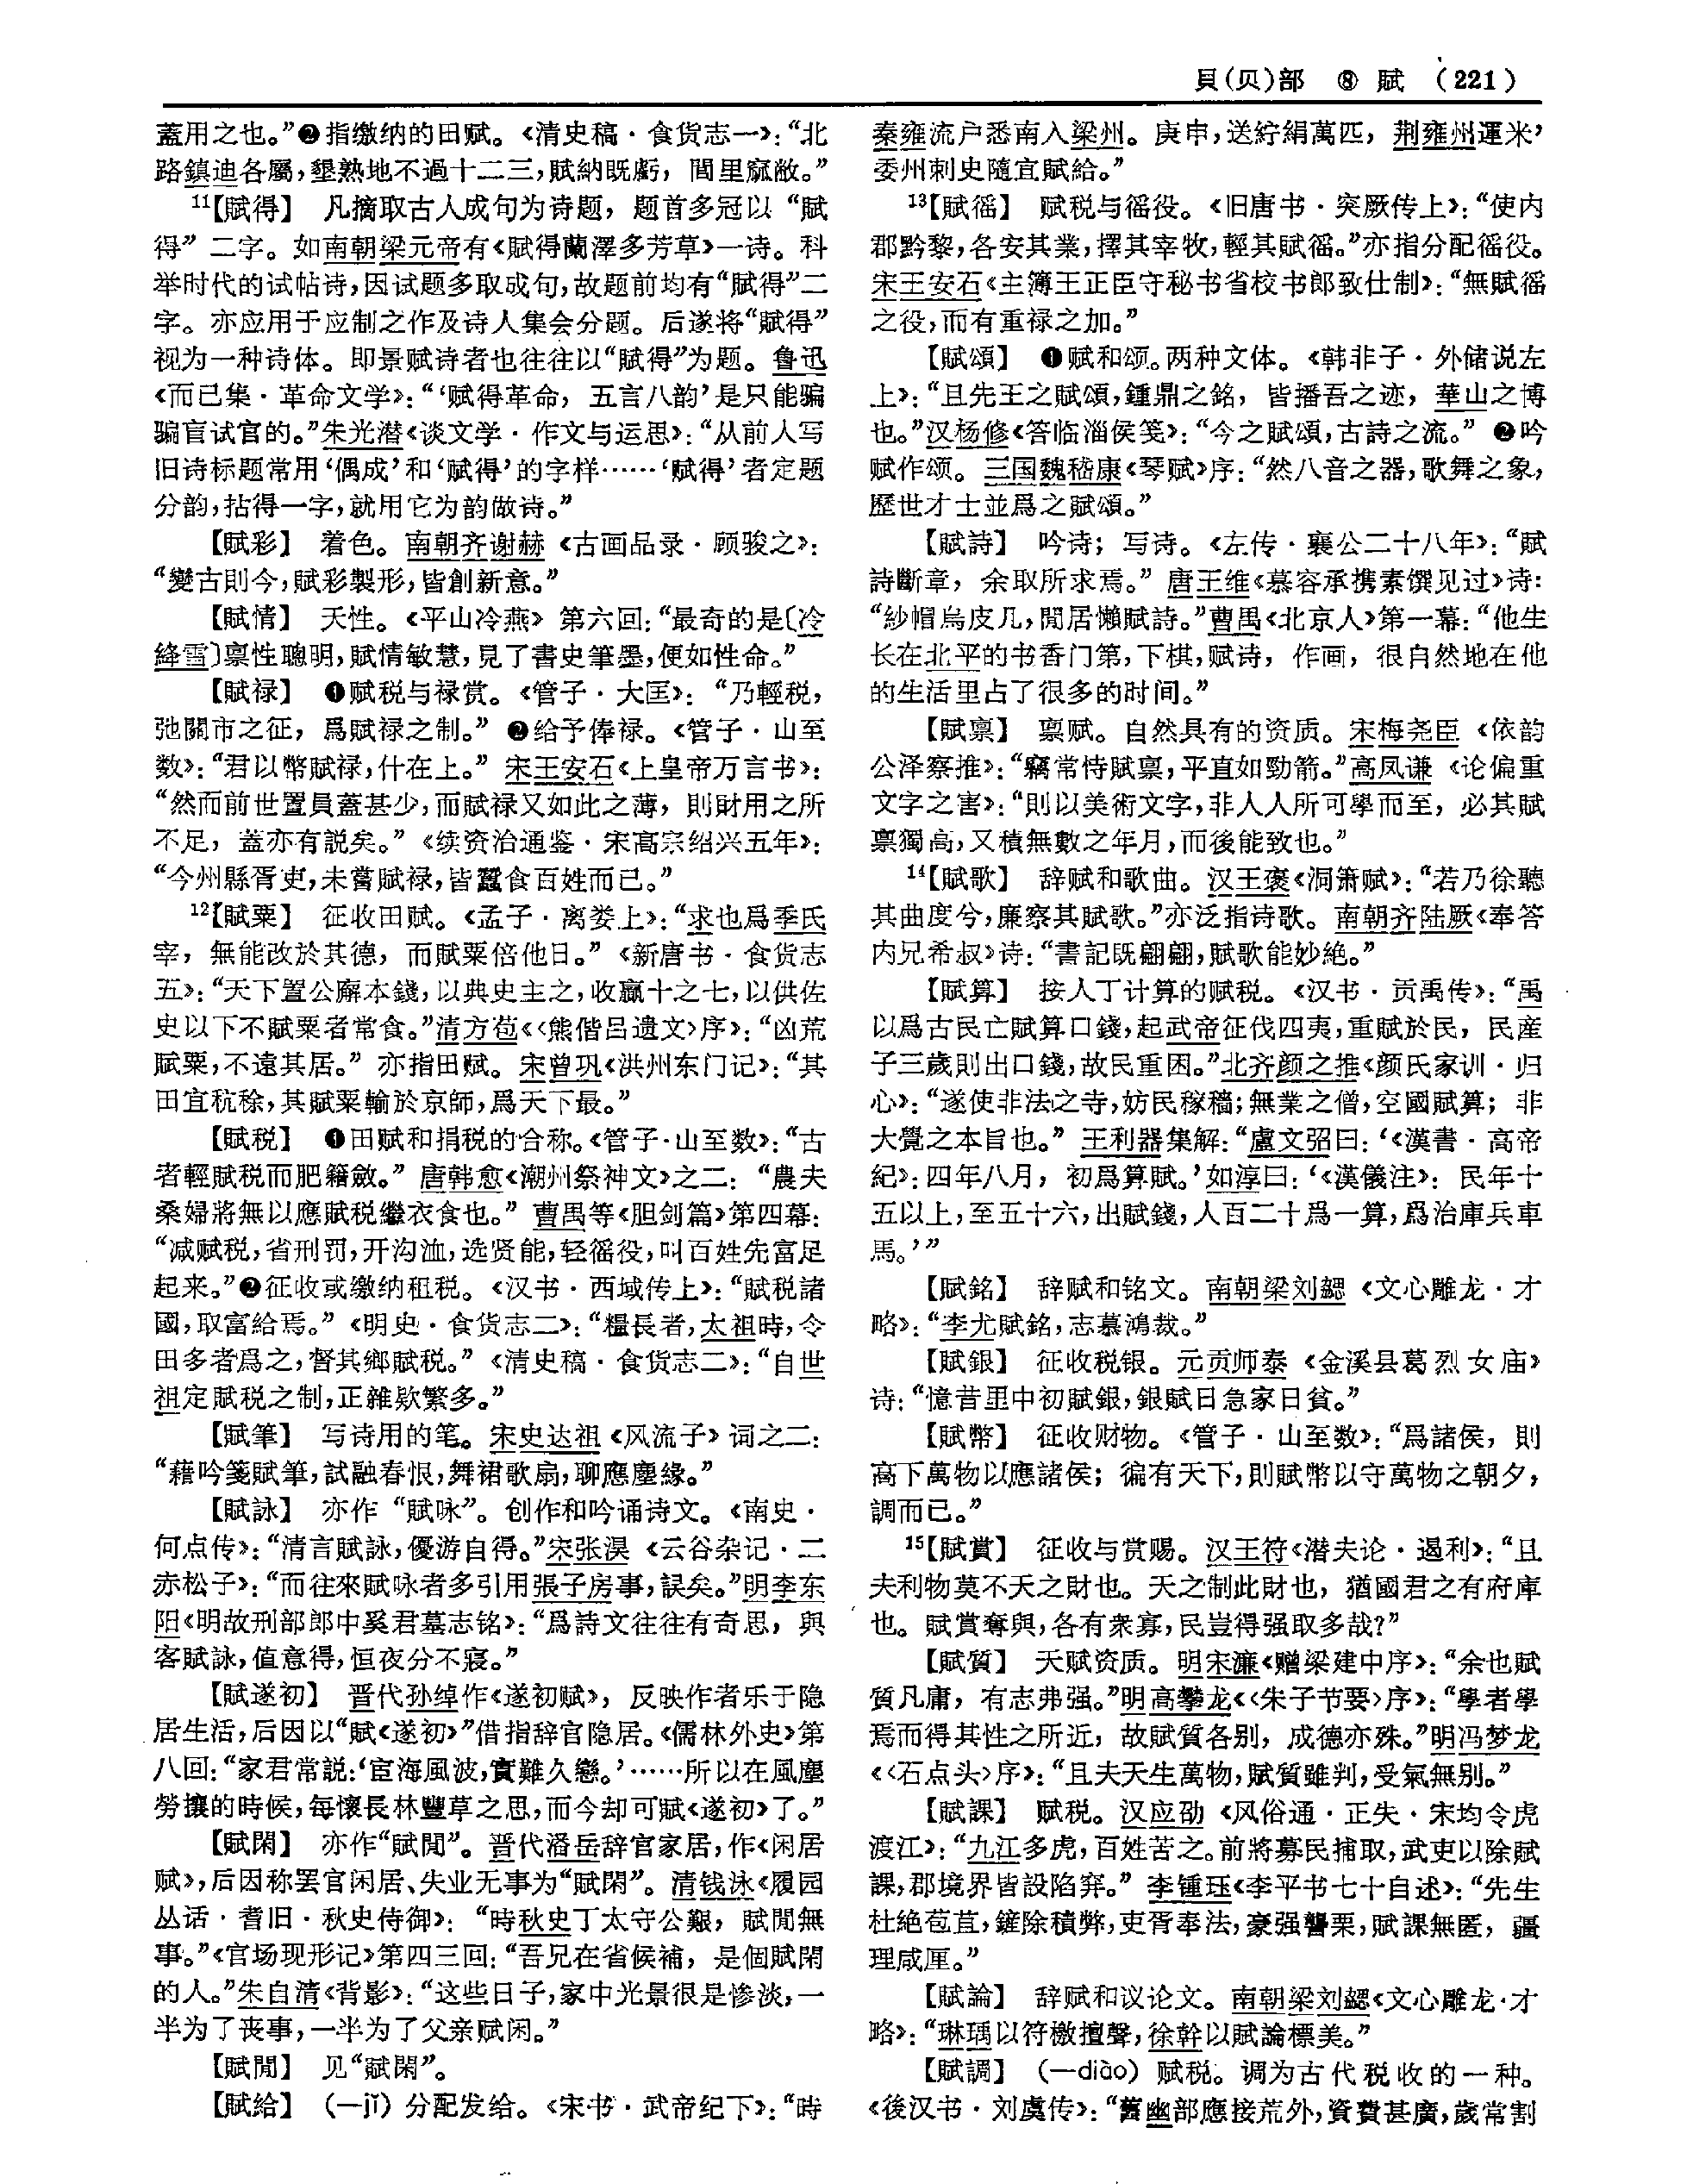 貝(贝)部 ⑧ 賦 (221)
蓋用之也。”❷指缴纳的田赋。《清史稿·食货志一》:“北
路鎮迪各屬,墾熟地不過十二三,賦納既虧,閭里窳敝。”
11【賦得】 凡摘取古人成句为诗题,题首多冠以“賦
得”二字。如南朝梁元帝有《賦得蘭澤多芳草》一诗。科
举时代的试帖诗,因试题多取成句,故题前均有“賦得”二
字。亦应用于应制之作及诗人集会分题。后遂将“賦得”
视为一种诗体。即景赋诗者也往往以“賦得”为题。鲁迅
《而已集·革命文学》:“‘赋得革命,五言八韵’是只能骗
骗盲试官的。”朱光潜《谈文学·作文与运思》:“从前人写
旧诗标题常用‘偶成’和‘赋得’的字样……‘赋得’者定题
分韵,拈得一字,就用它为韵做诗。”
【賦彩】 着色。南朝齐谢赫《古画品录·顾骏之》:
“變古則今,賦彩製形,皆創新意。”
【賦情】 天性。《平山冷燕》第六回:“最奇的是〔冷
絳雪〕禀性聰明,賦情敏慧,見了書史筆墨,便如性命。”
【賦禄】 ❶赋税与禄赏。《管子·大匡》:“乃輕税,
弛關市之征,爲賦禄之制。”❷给予俸禄。《管子·山至
数》:“君以幣賦禄,什在上。”宋王安石《上皇帝万言书》:
“然而前世置員蓋甚少,而賦禄又如此之薄,則財用之所
不足,蓋亦有説矣。”《续资治通鉴·宋高宗绍兴五年》:
“今州縣胥吏,未嘗賦禄,皆蠶食百姓而已。”
12【賦粟】 征收田赋。《孟子·离娄上》:“求也爲季氏
宰,無能改於其德,而賦粟倍他日。”《新唐书·食货志
五》:“天下置公廨本錢,以典史主之,收贏十之七,以供佐
史以下不賦粟者常食。”清方苞《〈熊偕吕遗文〉序》:“凶荒
賦粟,不遠其居。”亦指田赋。宋曾巩《洪州东门记》:“其
田宜秔稌,其賦粟輸於京師,爲天下最。”
【賦税】 ❶田赋和捐税的合称。《管子·山至数》:“古
者輕賦税而肥籍斂。”唐韩愈《潮州祭神文》之二:“農夫
桑婦將無以應賦税繼衣食也。”曹禺等《胆剑篇》第四幕:
“减赋税,省刑罚,开沟洫,选贤能,轻徭役,叫百姓先富足
起来。”❷征收或缴纳租税。《汉书·西域传上》:“賦税諸
國,取富給焉。”《明史·食货志二》:“糧長者,太祖時,令
田多者爲之,督其鄉賦税。”《清史稿·食货志二》:“自世
祖定賦税之制,正雜欵繁多。”
【賦筆】 写诗用的笔。宋史达祖《风流子》词之二:
“藉吟箋賦筆,試融春恨,舞裙歌扇,聊應塵緣。”
【賦詠】 亦作“賦咏”。创作和吟诵诗文。《南史·
何点传》:“清言賦詠,優游自得。”宋张淏《云谷杂记·二
赤松子》:“而往來賦咏者多引用張子房事,誤矣。”明李东
阳《明故刑部郎中奚君墓志铭》:“爲詩文往往有奇思,與
客賦詠,值意得,恒夜分不寢。”
【賦遂初】 晋代孙绰作《遂初赋》,反映作者乐于隐
居生活,后因以“賦《遂初》”借指辞官隐居。《儒林外史》第
八回:“家君常説:‘宦海風波,實難久戀。’……所以在風塵
勞攘的時候,每懷長林豐草之思,而今却可賦《遂初》了。”
【賦閑】 亦作“賦閒”。晋代潘岳辞官家居,作《闲居
赋》,后因称罢官闲居、失业无事为“賦閑”。清钱泳《履园
丛话·耆旧·秋史侍御》:“時秋史丁太守公艱,賦閒無
事。”《官场现形记》第四三回:“吾兄在省候補,是個賦閑
的人。”朱自清《背影》:“这些日子,家中光景很是惨淡,一
半为了丧事,一半为了父亲赋闲。”
【賦閒】 见“賦閑”。
【賦給】 (—jǐ)分配发给。《宋书·武帝纪下》:“時
秦雍流户悉南入梁州。庚申,送紵絹萬匹,荆雍州運米,
委州刺史隨宜賦給。”
13【賦徭】 赋税与徭役。《旧唐书·突厥传上》:“使内
郡黔黎,各安其業,擇其宰牧,輕其賦徭。”亦指分配徭役。
宋王安石《主簿王正臣守秘书省校书郎致仕制》:“無賦徭
之役,而有重禄之加。”
【賦頌】 ❶赋和颂。两种文体。《韩非子·外储说左
上》:“且先王之賦頌,鍾鼎之銘,皆播吾之迹,華山之博
也。”汉杨修《答临淄侯笺》:“今之賦頌,古詩之流。”❷吟
赋作颂。三国魏嵇康《琴赋》序:“然八音之器,歌舞之象,
歷世才士並爲之賦頌。”
【賦詩】 吟诗;写诗。《左传·襄公二十八年》:“賦
詩斷章,余取所求焉。”唐王维《慕容承携素馔见过》诗:
“紗帽烏皮几,閒居懶賦詩。”曹禺《北京人》第一幕:“他生
长在北平的书香门第,下棋,赋诗,作画,很自然地在他
的生活里占了很多的时间。”
【賦禀】 禀赋。自然具有的资质。宋梅尧臣《依韵
公泽察推》:“竊常恃賦禀,平直如勁箭。”高凤谦《论偏重
文字之害》:“則以美術文字,非人人所可學而至,必其賦
禀獨高,又積無數之年月,而後能致也。”
14【賦歌】 辞赋和歌曲。汉王褒《洞箫赋》:“若乃徐聽
其曲度兮,廉察其賦歌。”亦泛指诗歌。南朝齐陆厥《奉答
内兄希叔》诗:“書記既翩翩,賦歌能妙絶。”
【賦算】 按人丁计算的赋税。《汉书·贡禹传》:“禹
以爲古民亡賦算口錢,起武帝征伐四夷,重賦於民,民産
子三歲則出口錢,故民重困。”北齐颜之推《颜氏家训·归
心》:“遂使非法之寺,妨民稼穡;無業之僧,空國賦算;非
大覺之本旨也。”王利器集解:“盧文弨曰:‘《漢書·高帝
紀》:四年八月,初爲算賦。’如淳曰:‘《漢儀注》:民年十
五以上,至五十六,出賦錢,人百二十爲一算,爲治庫兵車
馬。’”
【賦銘】 辞赋和铭文。南朝梁刘勰《文心雕龙·才
略》:“李尤賦銘,志慕鴻裁。”
【賦銀】 征收税银。元贡师泰《金溪县葛烈女庙》
诗:“憶昔里中初賦銀,銀賦日急家日貧。”
【賦幣】 征收财物。《管子·山至数》:“爲諸侯,則
高下萬物以應諸侯;徧有天下,則賦幣以守萬物之朝夕,
調而已。”
15【賦賞】 征收与赏赐。汉王符《潜夫论·遏利》:“且
夫利物莫不天之財也。天之制此財也,猶國君之有府庫
也。賦賞奪與,各有衆寡,民豈得强取多哉?”
【賦質】 天赋资质。明宋濂《赠梁建中序》:“余也賦
質凡庸,有志弗强。”明高攀龙《〈朱子节要〉序》:“學者學
焉而得其性之所近,故賦質各别,成德亦殊。”明冯梦龙
《〈石点头〉序》:“且夫天生萬物,賦質雖判,受氣無别。”
【賦課】 赋税。汉应劭《风俗通·正失·宋均令虎
渡江》:“九江多虎,百姓苦之。前將募民捕取,武吏以除賦
課,郡境界皆設陷穽。”李锺珏《李平书七十自述》:“先生
杜絶苞苴,鏟除積弊,吏胥奉法,豪强讋栗,賦課無匿,疆
理咸厘。”
【賦論】 辞赋和议论文。南朝梁刘勰《文心雕龙·才
略》:“琳瑀以符檄擅聲,徐幹以賦論標美。”
【賦調】 (—diào)赋税。调为古代税收的一种。
《後汉书·刘虞传》:“舊幽部應接荒外,資費甚廣,歲常割